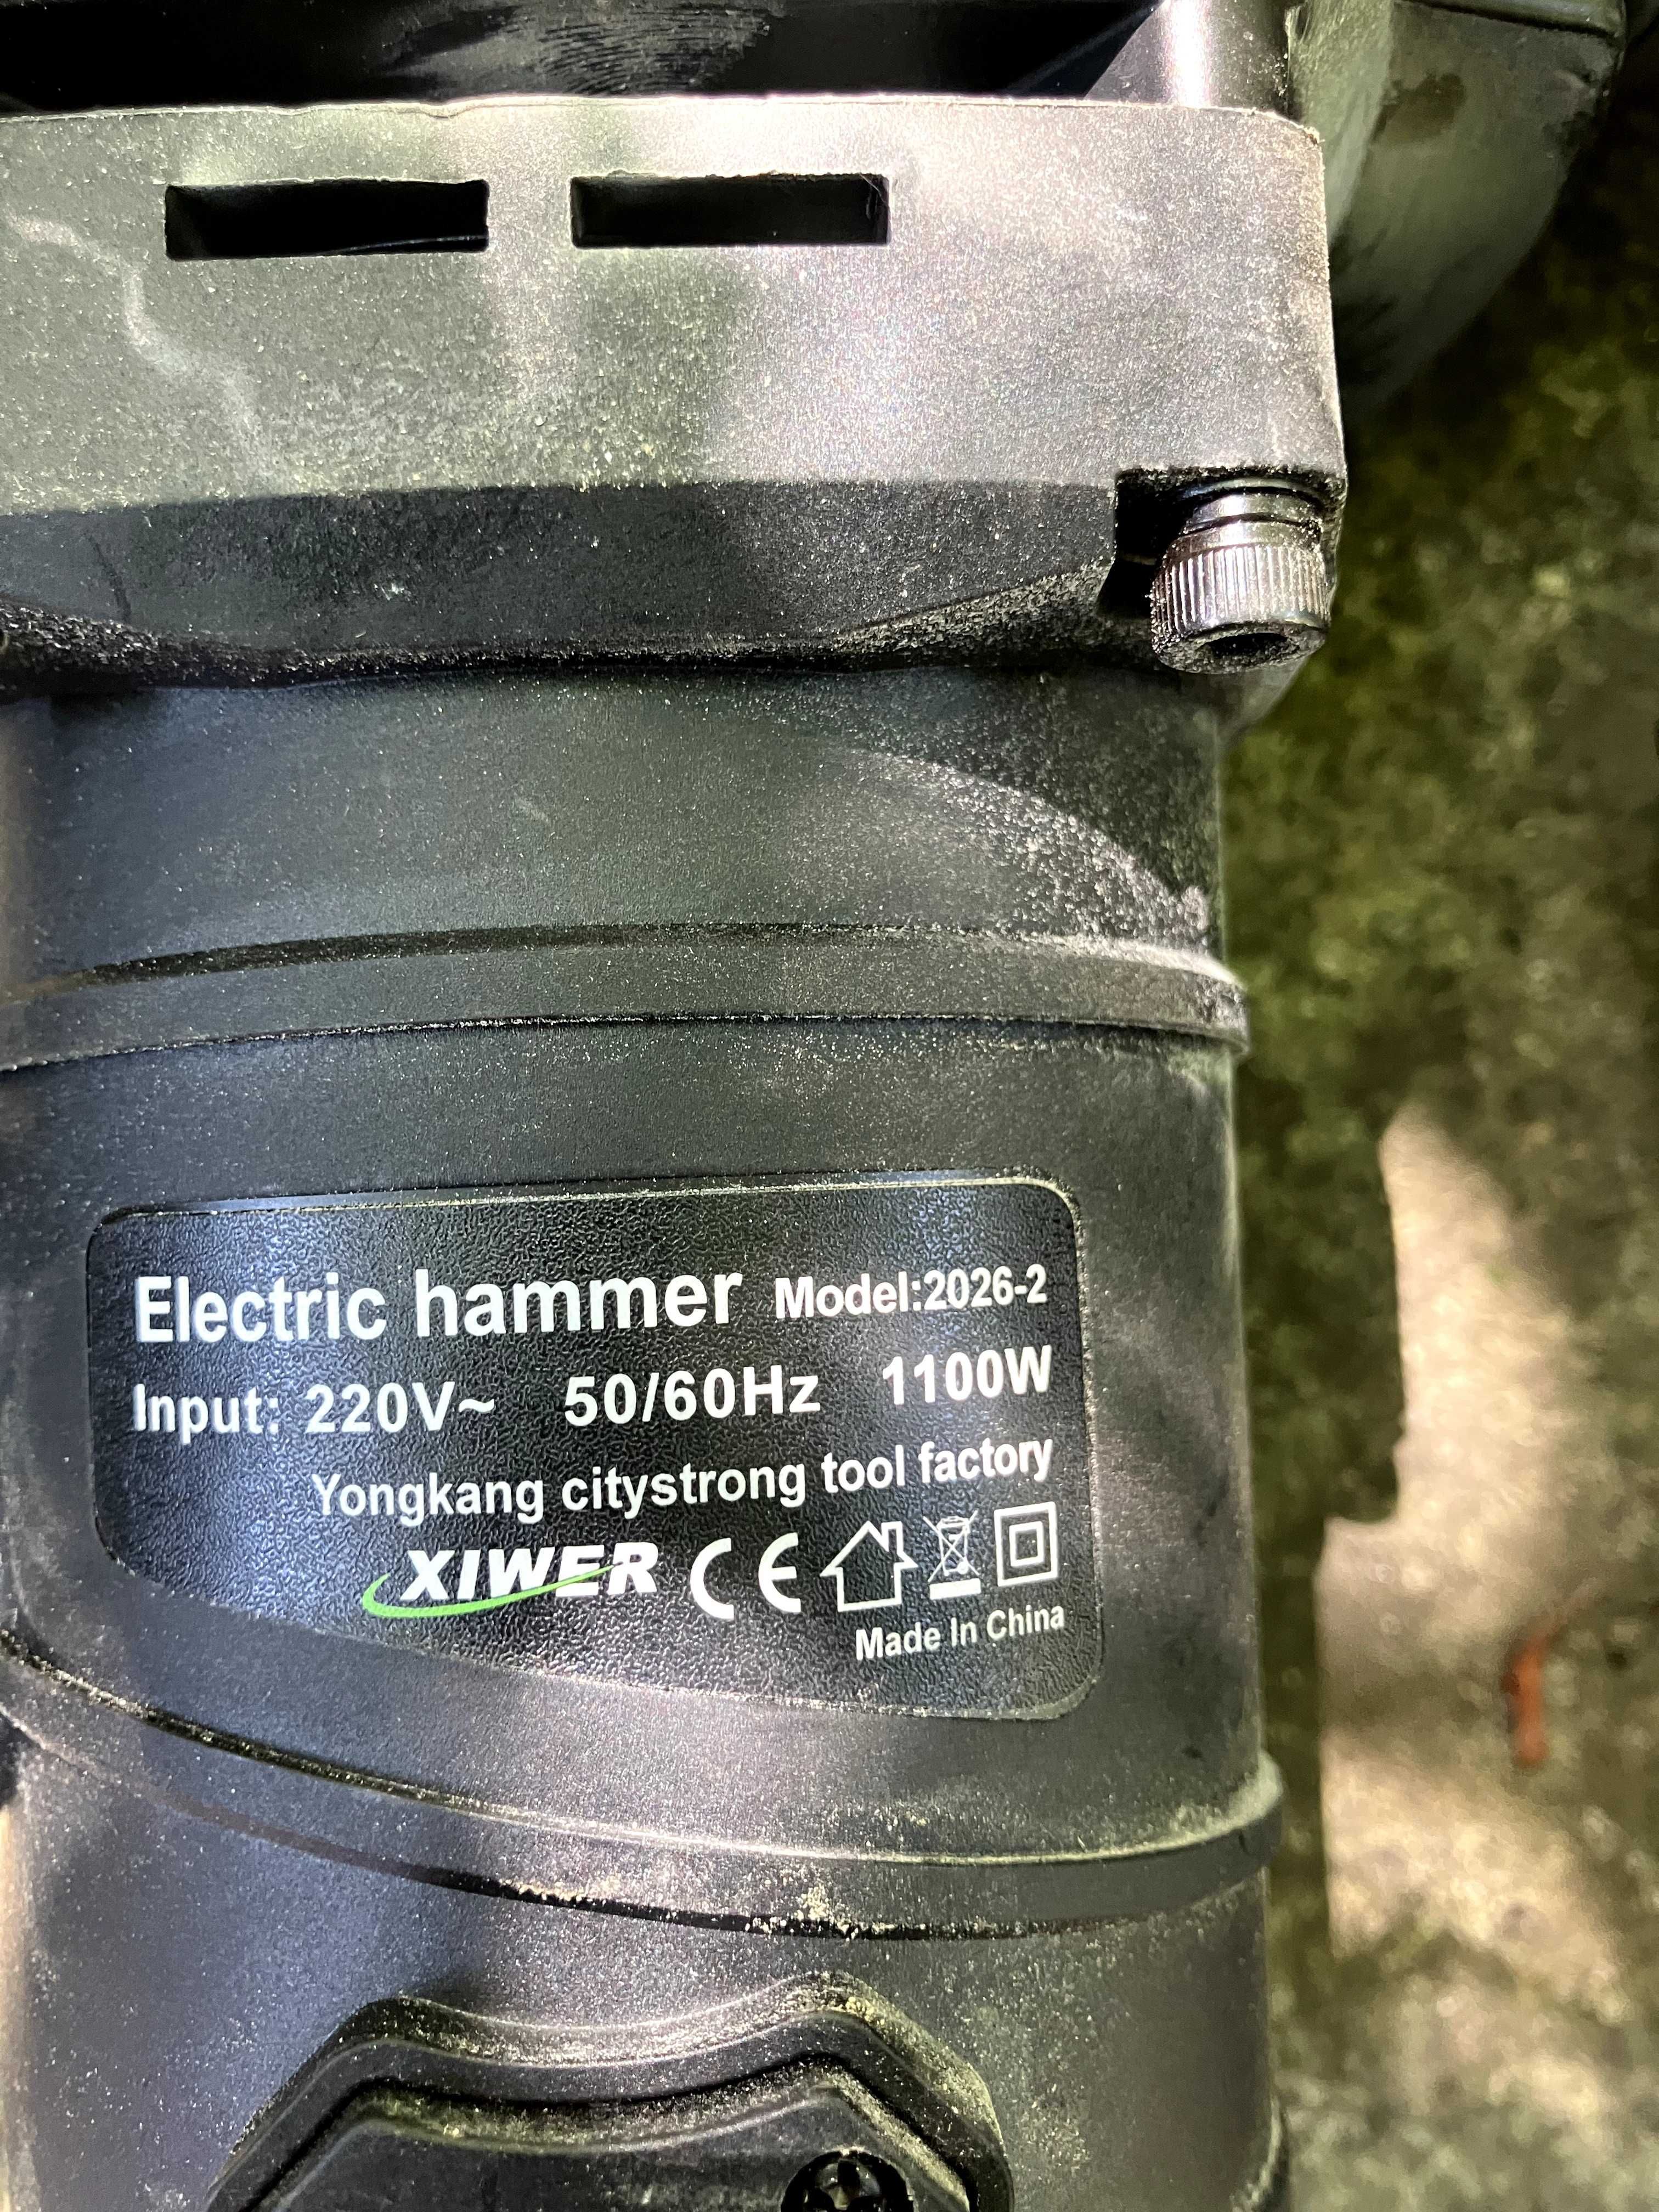 Electric hammer Model:2026-2
Input: 220V~ 50/60Hz 1100W
Yongkang citystrong tool factory
XIWER CE
Made In China